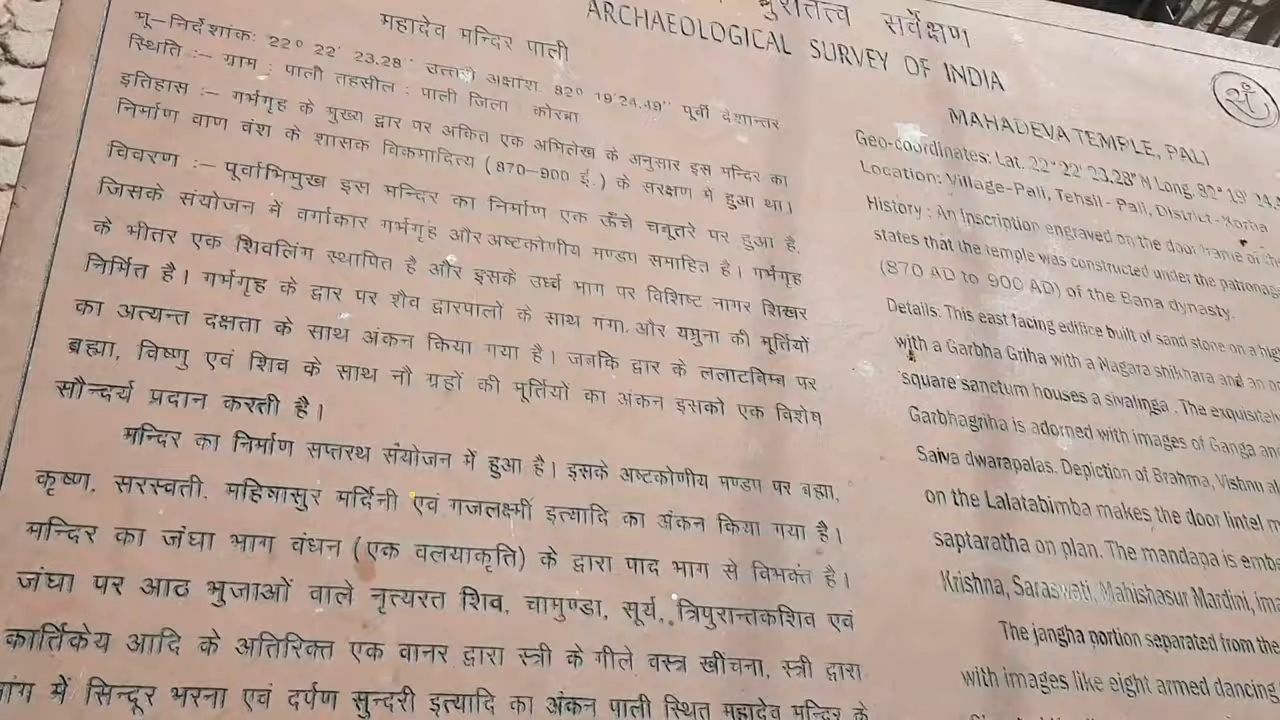 पुरातत्त्व सर्वेक्षण
ARCHAEOLOGICAL SURVEY OF INDIA
महादेव मन्दिर पाली
भू–निर्देशांकः 22º 22' 23.28'' उत्तरी अक्षांश, 82º 19'24.49'' पूर्वी देशान्तर
स्थिति :– ग्राम : पाली तहसील : पाली जिला : कोरबा
इतिहास :– गर्भगृह के मुख्य द्वार पर अंकित एक अभिलेख के अनुसार इस मन्दिर का
निर्माण वाण वंश के शासक विकमादित्य (870–900 ई.) के संरक्षण में हुआ था।
विवरण :– पूर्वाभिमुख इस मन्दिर का निर्माण एक ऊँचे चबूतरे पर हुआ है,
जिसके संयोजन में वर्गाकार गर्भगृह और अष्टकोणीय मण्डप समाहित है। गर्भगृह
के भीतर एक शिवलिंग स्थापित है और इसके उर्ध्व भाग पर विशिष्ट नागर शिखर
निर्मित है। गर्भगृह के द्वार पर शैव द्वारपालों के साथ गंगा और यमुना की मूर्तियों
का अत्यन्त दक्षता के साथ अंकन किया गया है। जबकि द्वार के ललाटबिम्ब पर
ब्रह्मा, विष्णु एवं शिव के साथ नौ ग्रहों की मूर्तियों का अंकन इसको एक विशेष
सौन्दर्य प्रदान करती है।
मन्दिर का निर्माण सप्तरथ संयोजन में हुआ है। इसके अष्टकोणीय मण्डप पर ब्रह्मा,
कृष्ण, सरस्वती, महिषासुर मर्दिनी एवं गजलक्ष्मी इत्यादि का अंकन किया गया है।
मन्दिर का जंघा भाग वंधन (एक वलयाकृति) के द्वारा पाद भाग से विभक्त है।
जंघा पर आठ भुजाओं वाले नृत्यरत शिव, चामुण्डा, सूर्य, त्रिपुरान्तकशिव एवं
कार्तिकेय आदि के अतिरिक्त एक वानर द्वारा स्त्री के गीले वस्त्र खींचना, स्त्री द्वारा
मांग में सिन्दूर भरना एवं दर्पण सुन्दरी इत्यादि का अंकन पाली स्थित महादेव मन्दिर के
MAHADEVA TEMPLE, PALI
Geo-coordinates: Lat. 22° 22' 23.28" N Long. 82° 19'
Location: Village-Pali, Tehsil - Pali, District-Korba
History : An inscription engraved on the door frame of
states that the temple was constructed under the patronage
(870 AD to 900 AD) of the Bana dynasty.
Details: This east facing edifice built of sand stone on a
with a Garbha Griha with a Nagara shikhara and an
square sanctum houses a sivalinga . The
Garbhagriha is adorned with images of Ganga
Saiva dwarapalas. Depiction of Brahma, Vishnu
on the Lalatabimba makes the door lintel
saptaratha on plan. The mandapa is
Krishna, Saraswati, Mahishasur Mardini,
The jangha portion separated from the
with images like eight armed dancing